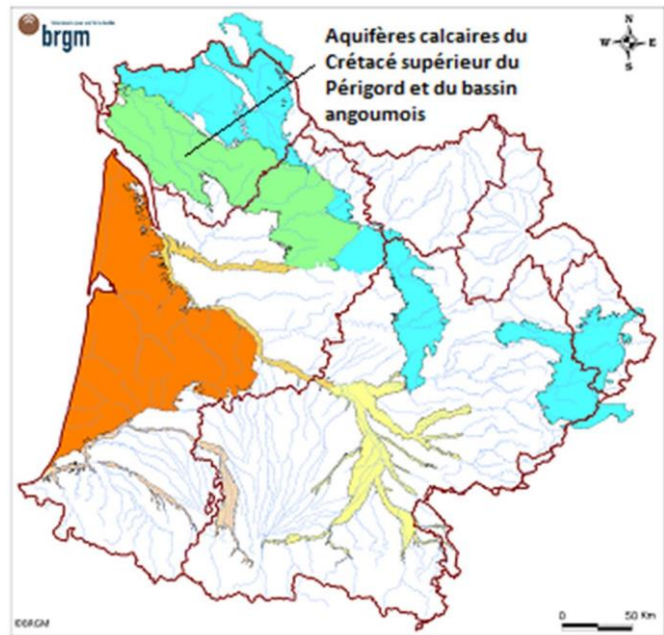 brgm
Aquifères calcaires du
Crétacé supérieur du
Périgord et du bassin
angoumois
N
W E
S
©BRGM
0 50 Km